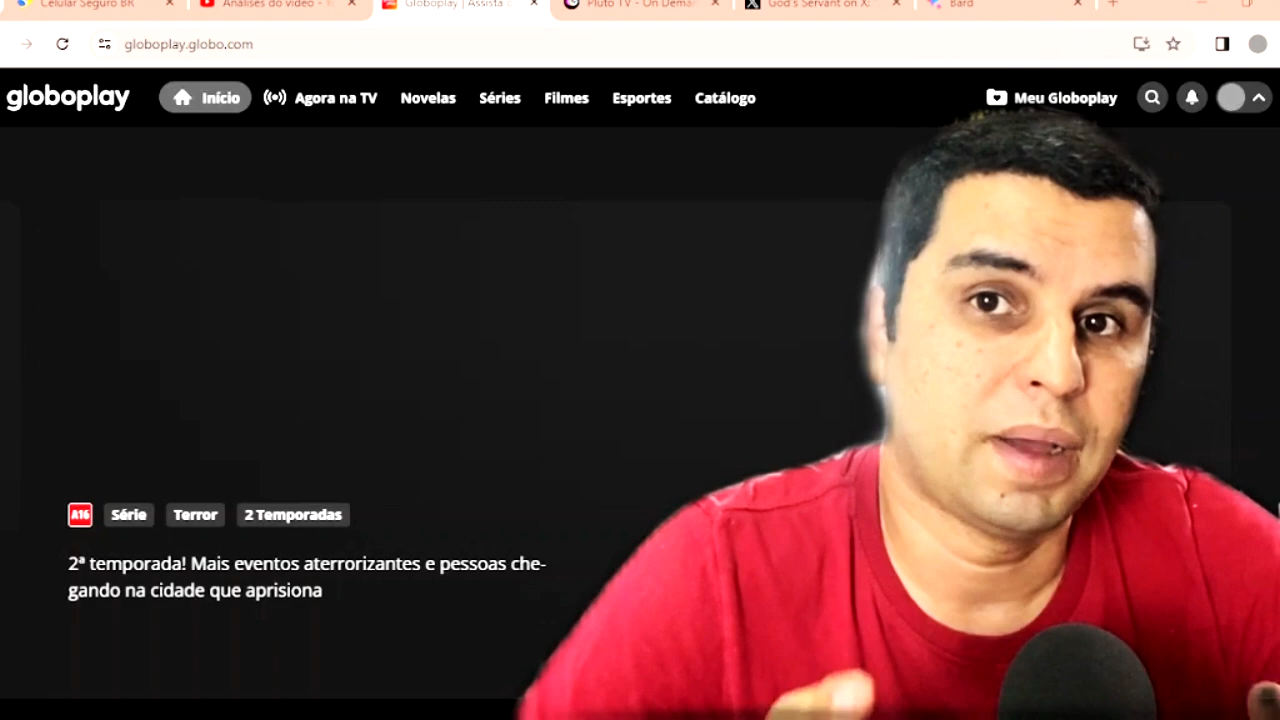 Celular Seguro BR
Análises do vídeo - Y
Globoplay | Assista
Pluto TV - On Dema
God's Servant on X:
Bard
globoplay.globo.com
globoplay
Início
Agora na TV
Novelas
Séries
Filmes
Esportes
Catálogo
Meu Globoplay
A16
Série
Terror
2 Temporadas
2ª temporada! Mais eventos aterrorizantes e pessoas che-
gando na cidade que aprisiona